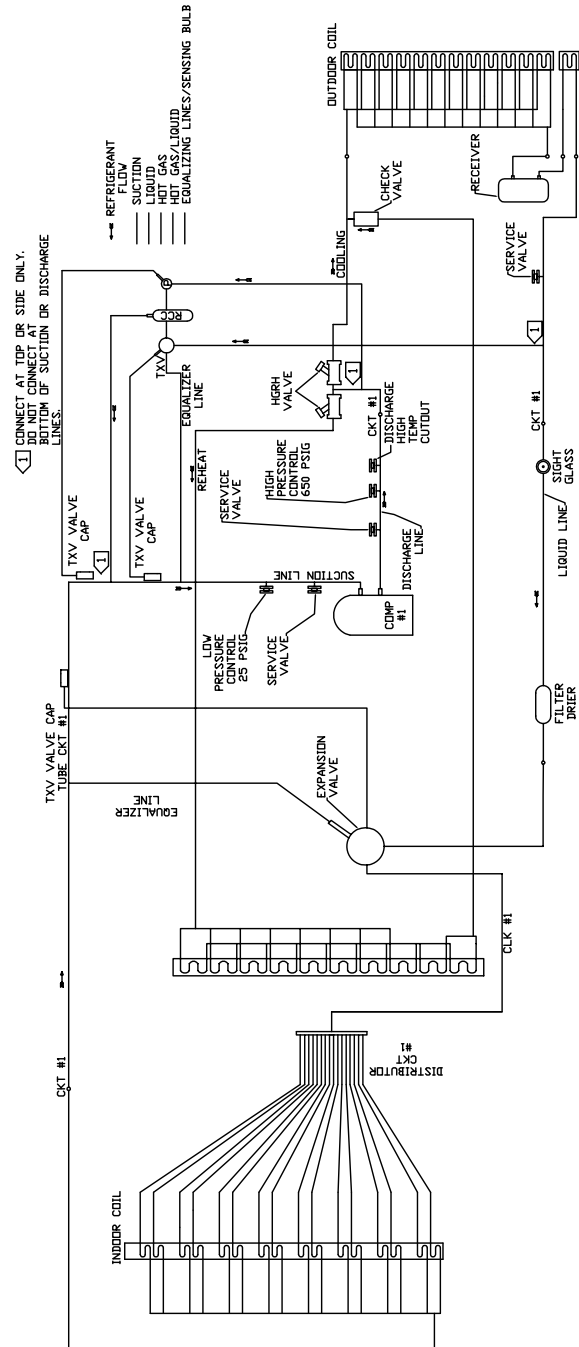 1
CONNECT AT TOP OR SIDE ONLY.
DO NOT CONNECT AT
BOTTOM OF SUCTION OR DISCHARGE
LINES.
REFRIGERANT
FLOW
SUCTION
LIQUID
HOT GAS
HOT GAS/LIQUID
EQUALIZING LINES/SENSING BULB
INDOOR COIL
CKT #1
DISTRIBUTOR
CKT
#1
TXV VALVE CAP
TUBE CKT #1
EQUALIZER
LINE
EXPANSION
VALVE
CLK #1
TXV VALVE
CAP
1
TXV VALVE
CAP
SUCTION LINE
LOW
PRESSURE
CONTROL
25 PSIG
SERVICE
VALVE
REHEAT
EQUALIZER
LINE
TXV
RCC
P
COMP
#1
DISCHARGE
LINE
SERVICE
VALVE
HIGH
PRESSURE
CONTROL
650 PSIG
DISCHARGE
HIGH
TEMP
CUTOUT
CKT #1
HGRH
VALVE
1
COOLING
CHECK
VALVE
OUTDOOR COIL
RECEIVER
SERVICE
VALVE
1
CKT #1
SIGHT
GLASS
LIQUID LINE
FILTER
DRIER